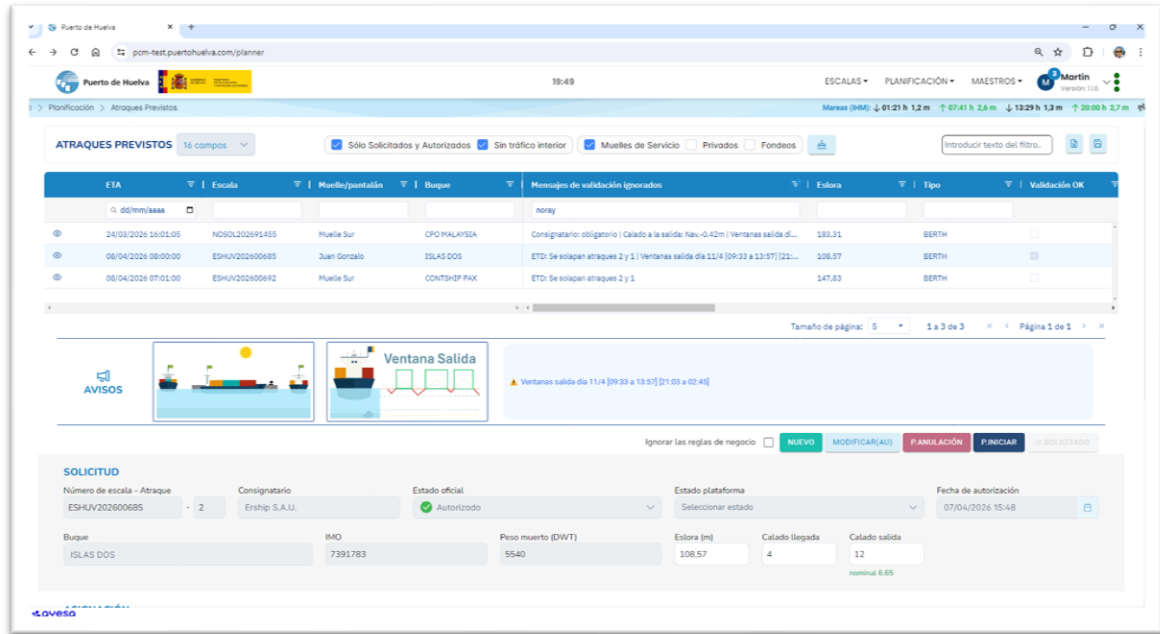 Puerto de Huelva
pcm-test.puertohuelva.com/planner
Puerto de Huelva
19:49
ESCALAS PLANIFICACIÓN MAESTROS
M 3 Martin
Versión: 1.1.6
> Planificación > Atraques Previstos
Mareas (IHM): ↓ 01:21 h 1,2 m ↑ 07:41 h 2,6 m ↓ 13:29 h 1,3 m ↑ 20:00 h 2,7 m
ATRAQUES PREVISTOS 16 campos
Sólo Solicitados y Autorizados Sin tráfico interior Muelles de Servicio Privados Fondeos
Introducir texto del filtro..
ETA Escala Muelle/pantalán Buque Mensajes de validación ignorados Eslora Tipo Validación OK
dd/mm/aaaa noray
24/03/2026 16:01:05 NOSOL202691455 Muelle Sur CPO MALAYSIA Consignatario: obligatorio | Calado a la salida: Nav.-0.42m | Ventanas salida dí... 183,31 BERTH
08/04/2026 08:00:00 ESHUV202600685 Juan Gonzalo ISLAS DOS ETD: Se solapan atraques 2 y 1 | Ventanas salida día 11/4 [09:33 a 13:57] [21:... 108,57 BERTH
08/04/2026 07:01:00 ESHUV202600692 Muelle Sur CONTSHIP PAX ETD: Se solapan atraques 2 y 1 147,83 BERTH
Tamaño de página: 5 1 a 3 de 3 Página 1 de 1
AVISOS
Ventana Salida
Ventanas salida día 11/4 [09:33 a 13:57] [21:03 a 02:45]
Ignorar las reglas de negocio NUEVO MODIFICAR(AU) P.ANULACIÓN P.INICIAR
SOLICITUD
Número de escala - Atraque Consignatario Estado oficial Estado plataforma Fecha de autorización
ESHUV202600685 - 2 Ership S.A.U. Autorizado Seleccionar estado 07/04/2026 15:48
Buque IMO Peso muerto (DWT) Eslora (m) Calado llegada Calado salida
ISLAS DOS 7391783 5540 108,57 4 12
nominal 6.65
avesa